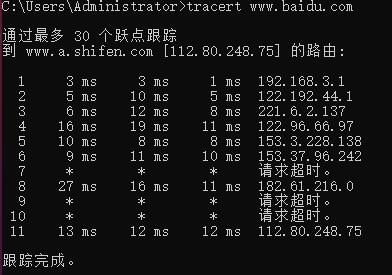 C:\Users\Administrator>tracert www.baidu.com
通过最多 30 个跃点跟踪
到 www.a.shifen.com [112.80.248.75] 的路由:
1 3 ms 3 ms 1 ms 192.168.3.1
2 5 ms 10 ms 5 ms 122.192.44.1
3 6 ms 12 ms 8 ms 221.6.2.137
4 16 ms 19 ms 11 ms 122.96.66.97
5 10 ms 8 ms 8 ms 153.3.228.138
6 9 ms 11 ms 10 ms 153.37.96.242
7 * * * 请求超时。
8 27 ms 16 ms 11 ms 182.61.216.0
9 * * * 请求超时。
10 * * * 请求超时。
11 13 ms 12 ms 12 ms 112.80.248.75
跟踪完成。